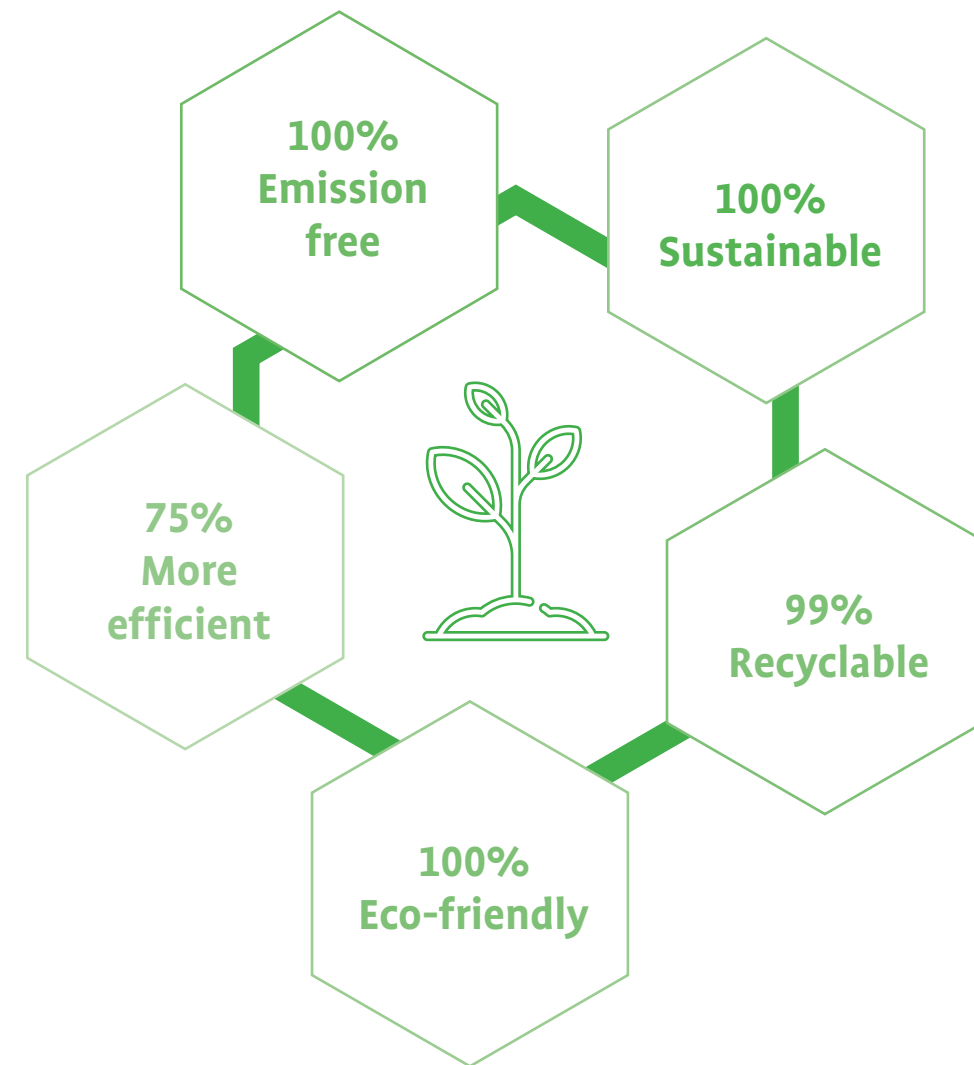 100%
Emission
free
100%
Sustainable
75%
More
efficient
99%
Recyclable
100%
Eco-friendly